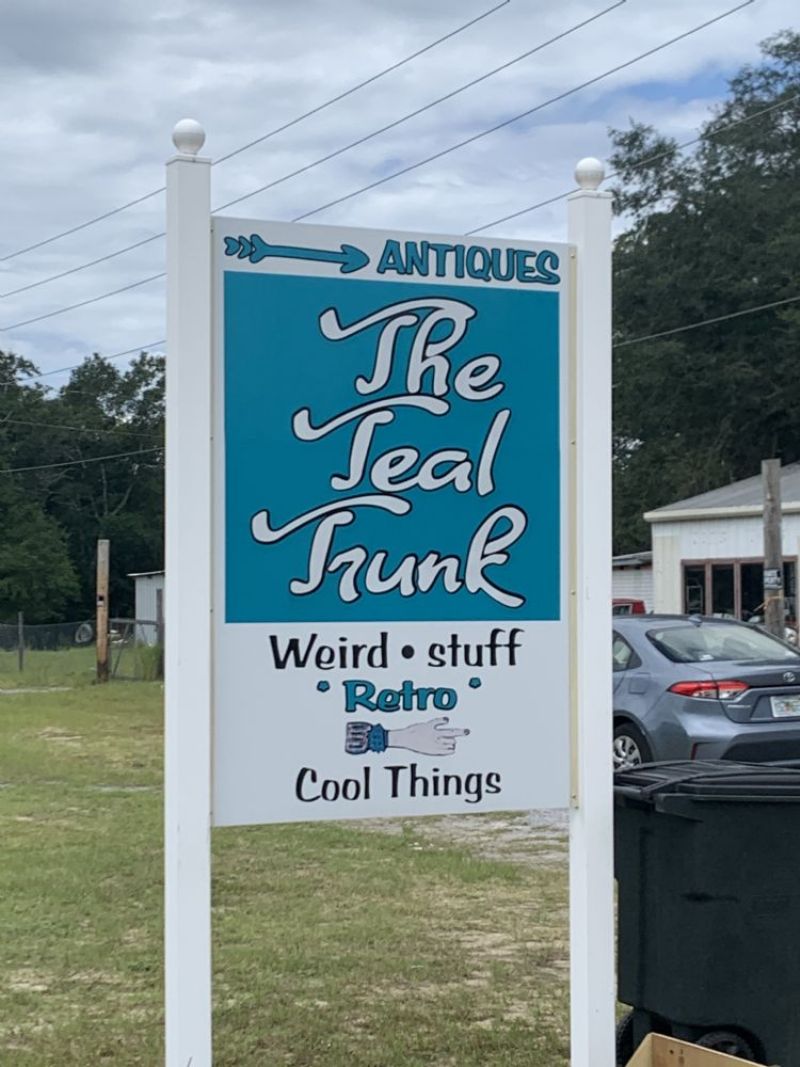 ANTIQUES
The
Teal
Trunk
Weird • stuff
* Retro *
Cool Things